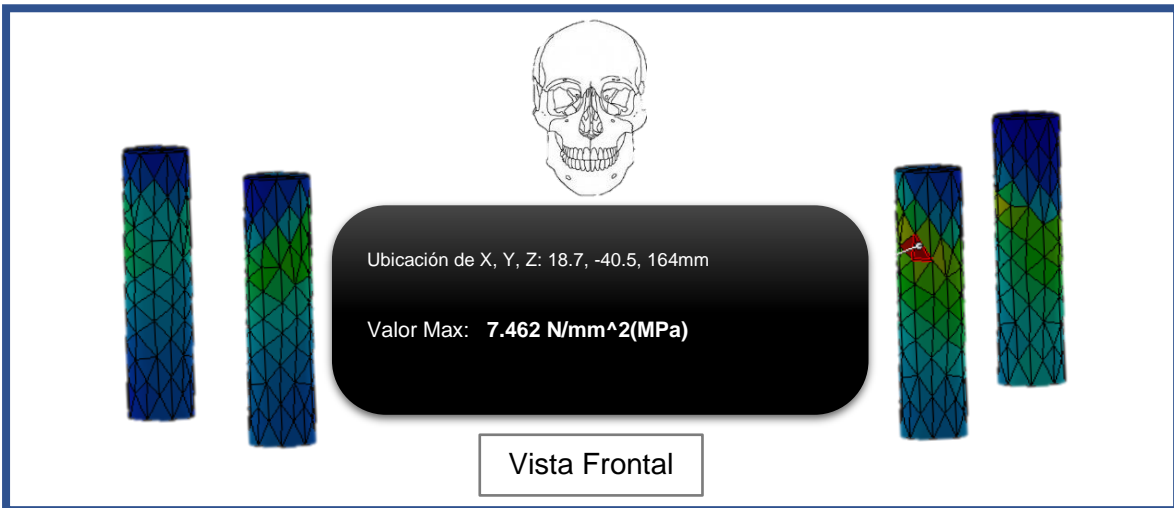 Ubicación de X, Y, Z: 18.7, -40.5, 164mm
Valor Max: 7.462 N/mm^2(MPa)
Vista Frontal